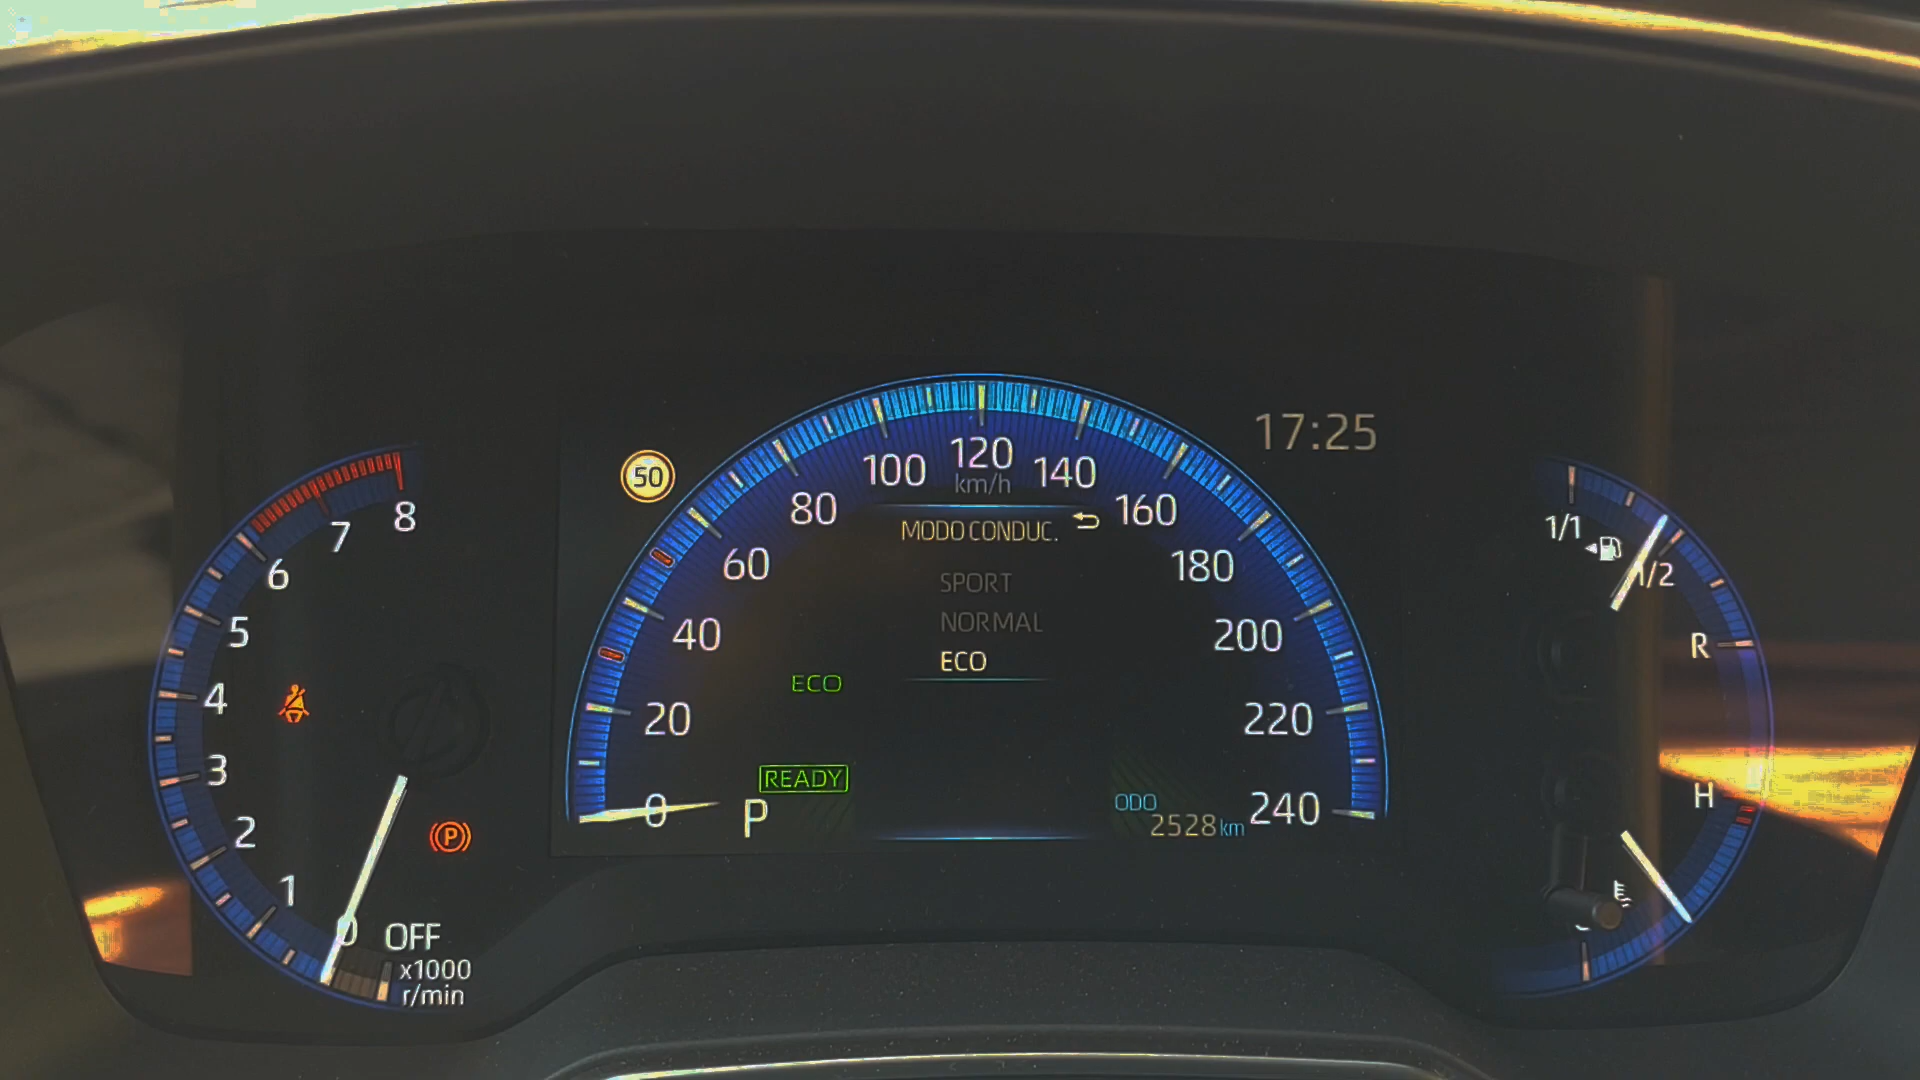 17:25
50
0
20
40
60
80
100
120
140
160
180
200
220
240
km/h
MODO CONDUC.
SPORT
NORMAL
ECO
ECO
READY
P
ODO
2528 km
8
7
6
5
4
3
2
1
0
OFF
x1000
r/min
P
1/1
1/2
R
H